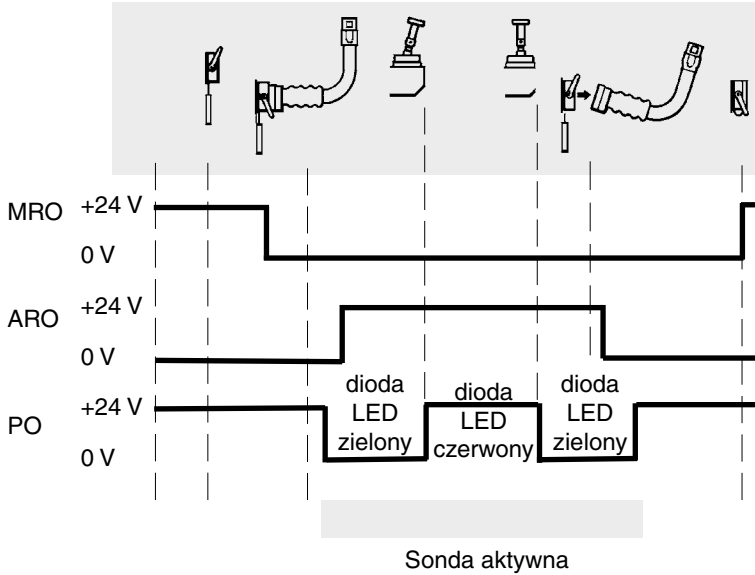 MRO
+24 V
0 V
ARO
+24 V
0 V
PO
+24 V
0 V
dioda
LED
zielony
dioda
LED
czerwony
dioda
LED
zielony
Sonda aktywna